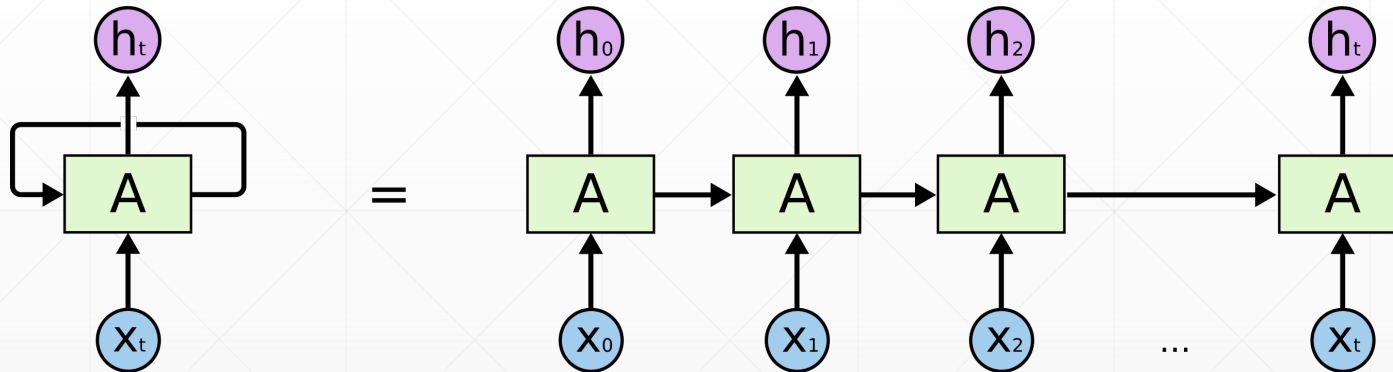 ht h0 h1 h2 ht
A = A A A A
xt x0 x1 x2 ... xt